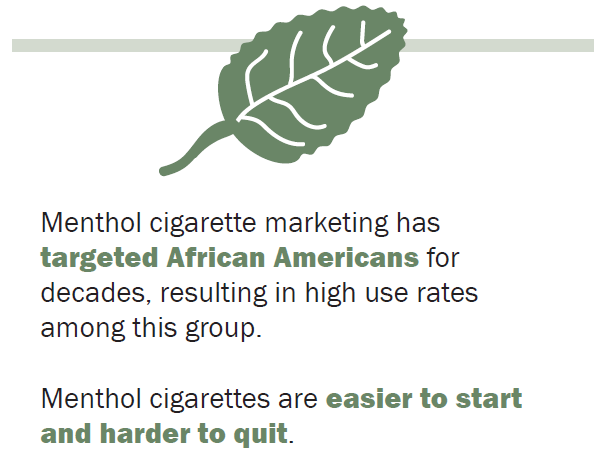 Menthol cigarette marketing has
targeted African Americans for
decades, resulting in high use rates
among this group.
Menthol cigarettes are easier to start
and harder to quit.